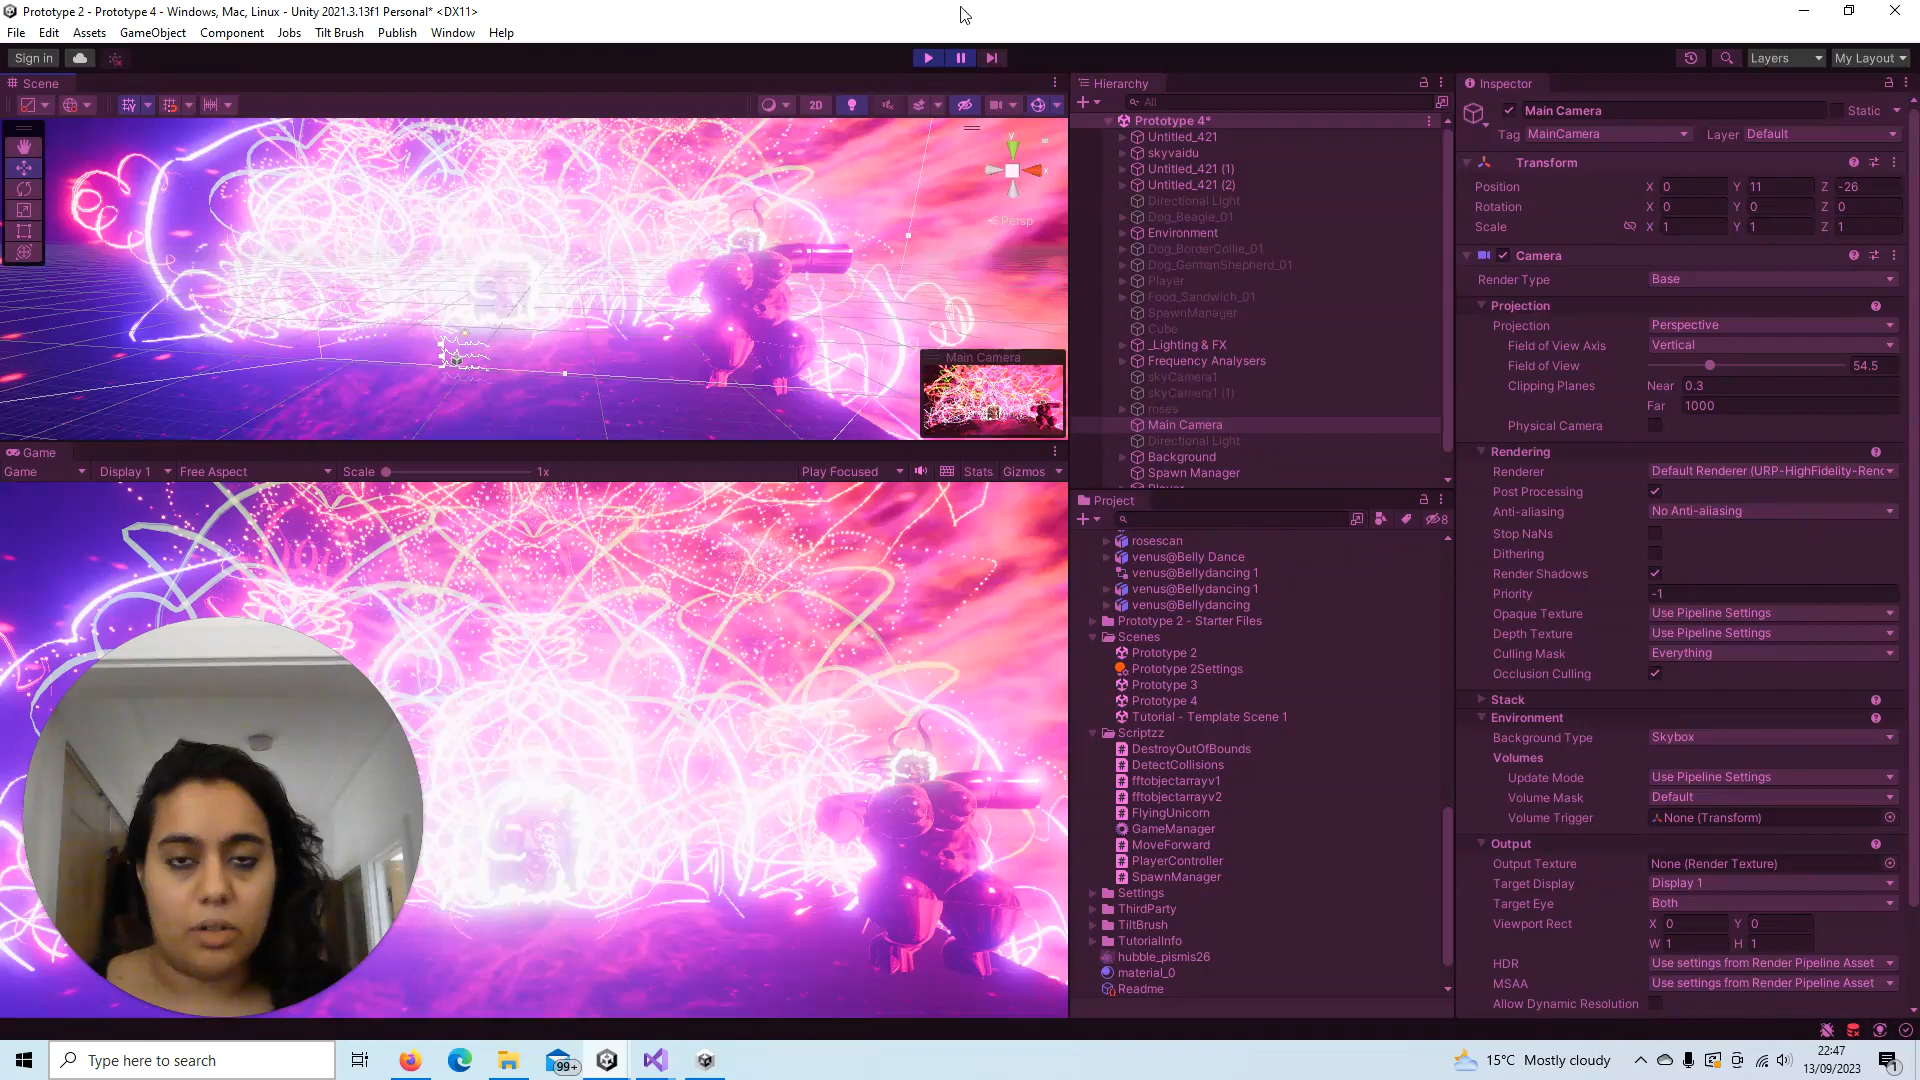 Prototype 2 - Prototype 4 - Windows, Mac, Linux - Unity 2021.3.13f1 Personal* <DX11>
File Edit Assets GameObject Component Jobs Tilt Brush Publish Window Help
Sign in
Layers
My Layout
Scene
2D
y
x
Persp
Main Camera
Game
Game Display 1 Free Aspect Scale 1x Play Focused Stats Gizmos
Hierarchy
All
Prototype 4*
Untitled_421
skyvaidu
Untitled_421 (1)
Untitled_421 (2)
Directional Light
Dog_Beagle_01
Environment
Dog_BorderCollie_01
Dog_GermanShepherd_01
Player
Food_Sandwich_01
SpawnManager
Cube
_Lighting & FX
Frequency Analysers
skyCamera1
skyCamera1 (1)
roses
Main Camera
Directional Light
Background
Spawn Manager
Project
8
rosescan
venus@Belly Dance
venus@Bellydancing 1
venus@Bellydancing 1
venus@Bellydancing
Prototype 2 - Starter Files
Scenes
Prototype 2
Prototype 2Settings
Prototype 3
Prototype 4
Tutorial - Template Scene 1
Scriptzz
DestroyOutOfBounds
DetectCollisions
fftobjectarrayv1
fftobjectarrayv2
FlyingUnicorn
GameManager
MoveForward
PlayerController
SpawnManager
Settings
ThirdParty
TiltBrush
TutorialInfo
hubble_pismis26
material_0
Readme
Inspector
Main Camera Static
Tag MainCamera Layer Default
Transform
Position X 0 Y 11 Z -26
Rotation X 0 Y 0 Z 0
Scale X 1 Y 1 Z 1
Camera
Render Type Base
Projection
Projection Perspective
Field of View Axis Vertical
Field of View 54.5
Clipping Planes Near 0.3
Far 1000
Physical Camera
Rendering
Renderer Default Renderer (URP-HighFidelity-Renc
Post Processing
Anti-aliasing No Anti-aliasing
Stop NaNs
Dithering
Render Shadows
Priority -1
Opaque Texture Use Pipeline Settings
Depth Texture Use Pipeline Settings
Culling Mask Everything
Occlusion Culling
Stack
Environment
Background Type Skybox
Volumes
Update Mode Use Pipeline Settings
Volume Mask Default
Volume Trigger None (Transform)
Output
Output Texture None (Render Texture)
Target Display Display 1
Target Eye Both
Viewport Rect X 0 Y 0
W 1 H 1
HDR Use settings from Render Pipeline Asset
MSAA Use settings from Render Pipeline Asset
Allow Dynamic Resolution
Type here to search
99+
15°C Mostly cloudy
22:47
13/09/2023
1